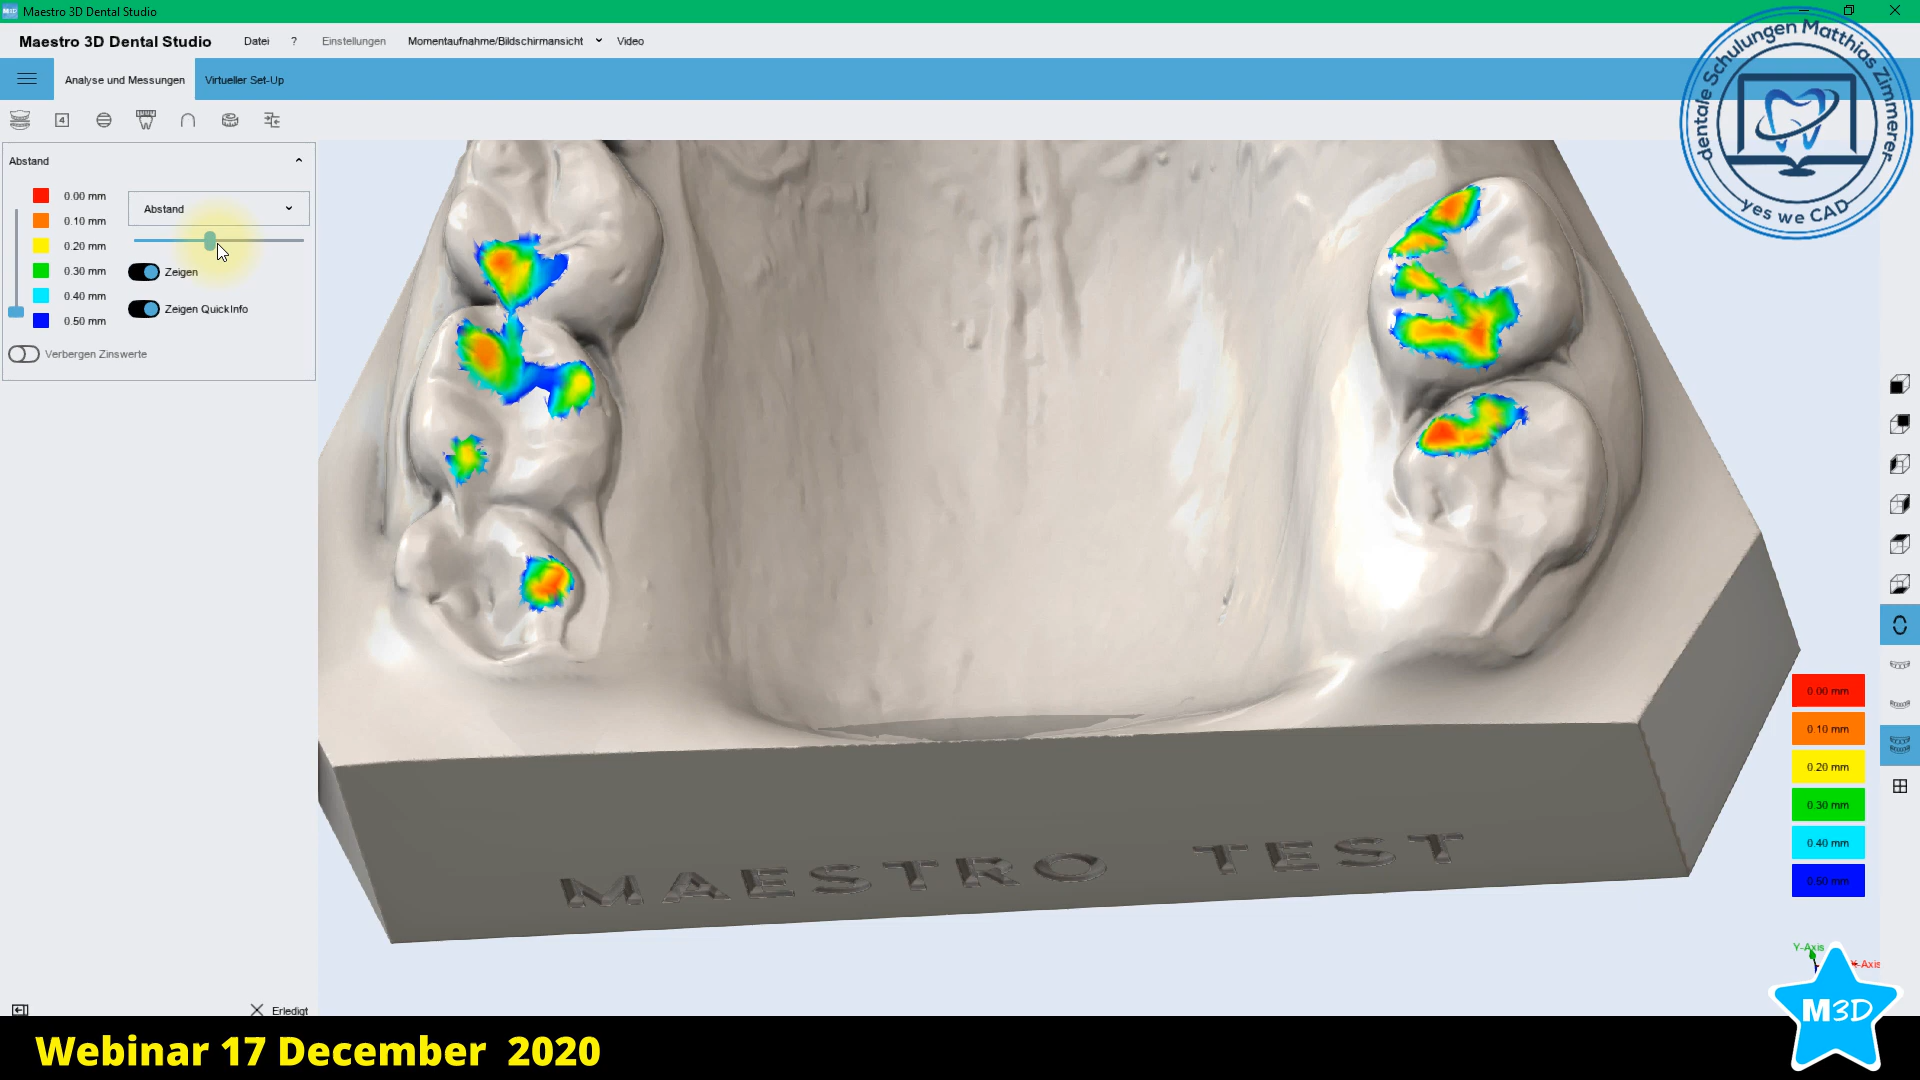 Maestro 3D Dental Studio
Maestro 3D Dental Studio Datei ? Einstellungen Momentaufnahme/Bildschirmansicht Video
Analyse und Messungen Virtueller Set-Up
4
dentale Schulungen Matthias Zimmerer
yes we CAD
Abstand
0.00 mm
0.10 mm
0.20 mm
0.30 mm
0.40 mm
0.50 mm
Abstand
Zeigen
Zeigen QuickInfo
Verbergen Zinswerte
0.00 mm
0.10 mm
0.20 mm
0.30 mm
0.40 mm
0.50 mm
MAESTRO TEST
Y-Axis
X-Axis
Erledigt
M3D
Webinar 17 December 2020